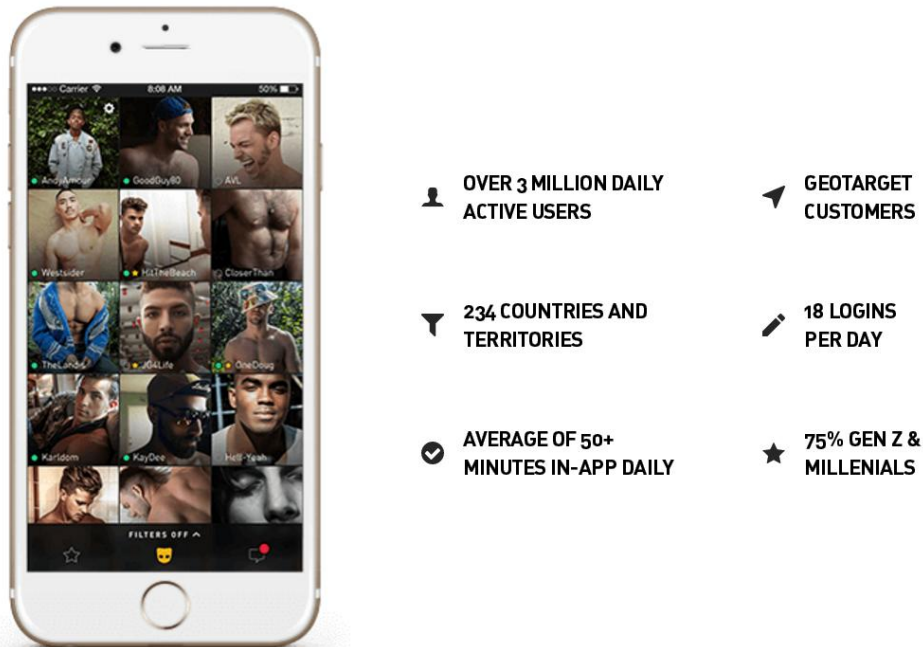 Carrier 8:08 AM 50%
AndyAmour GoodGuy80 AVL
Westsider HitTheBeach CloserThan
TheLandis JG4Life OneDoug
Karldom KayDee Hell-Yeah
FILTERS OFF
OVER 3 MILLION DAILY
ACTIVE USERS
GEOTARGET
CUSTOMERS
234 COUNTRIES AND
TERRITORIES
18 LOGINS
PER DAY
AVERAGE OF 50+
MINUTES IN-APP DAILY
75% GEN Z &
MILLENIALS